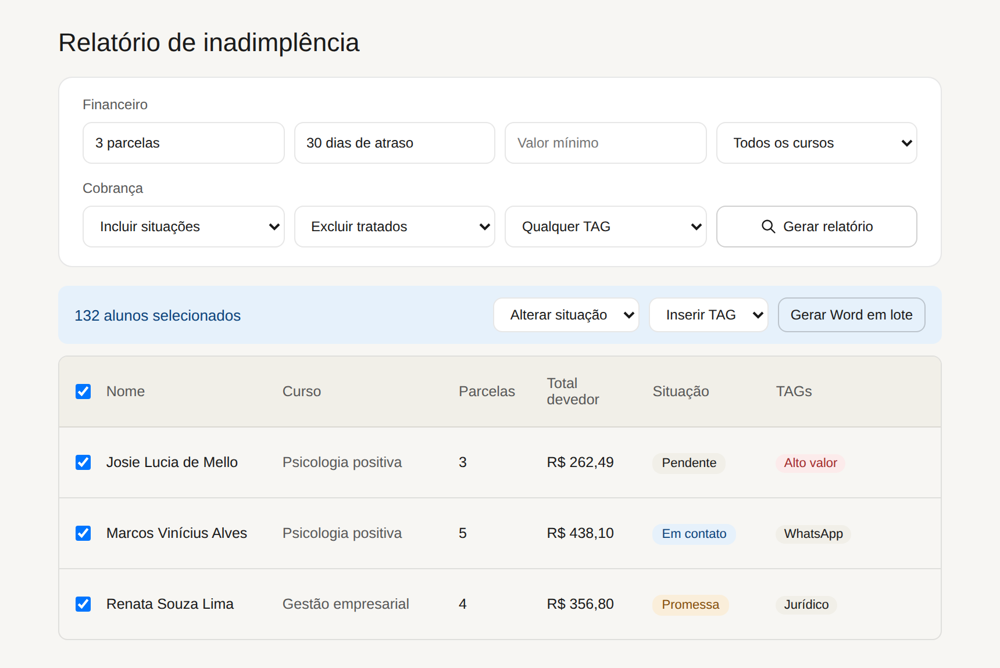 Relatório de inadimplência
Financeiro
3 parcelas
30 dias de atraso
Valor mínimo
Todos os cursos
Cobrança
Incluir situações
Excluir tratados
Qualquer TAG
Gerar relatório
132 alunos selecionados
Alterar situação
Inserir TAG
Gerar Word em lote
Nome
Curso
Parcelas
Total
devedor
Situação
TAGs
Josie Lucia de Mello
Psicologia positiva
3
R$ 262,49
Pendente
Alto valor
Marcos Vinícius Alves
Psicologia positiva
5
R$ 438,10
Em contato
WhatsApp
Renata Souza Lima
Gestão empresarial
4
R$ 356,80
Promessa
Jurídico